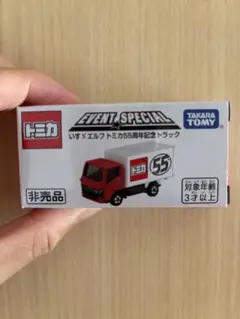 EVENT SPECIAL
TAKARA TOMY
トミカ
いすゞ エルフ トミカ55周年記念トラック
トミカ
55
非売品
対象年齢
3才以上